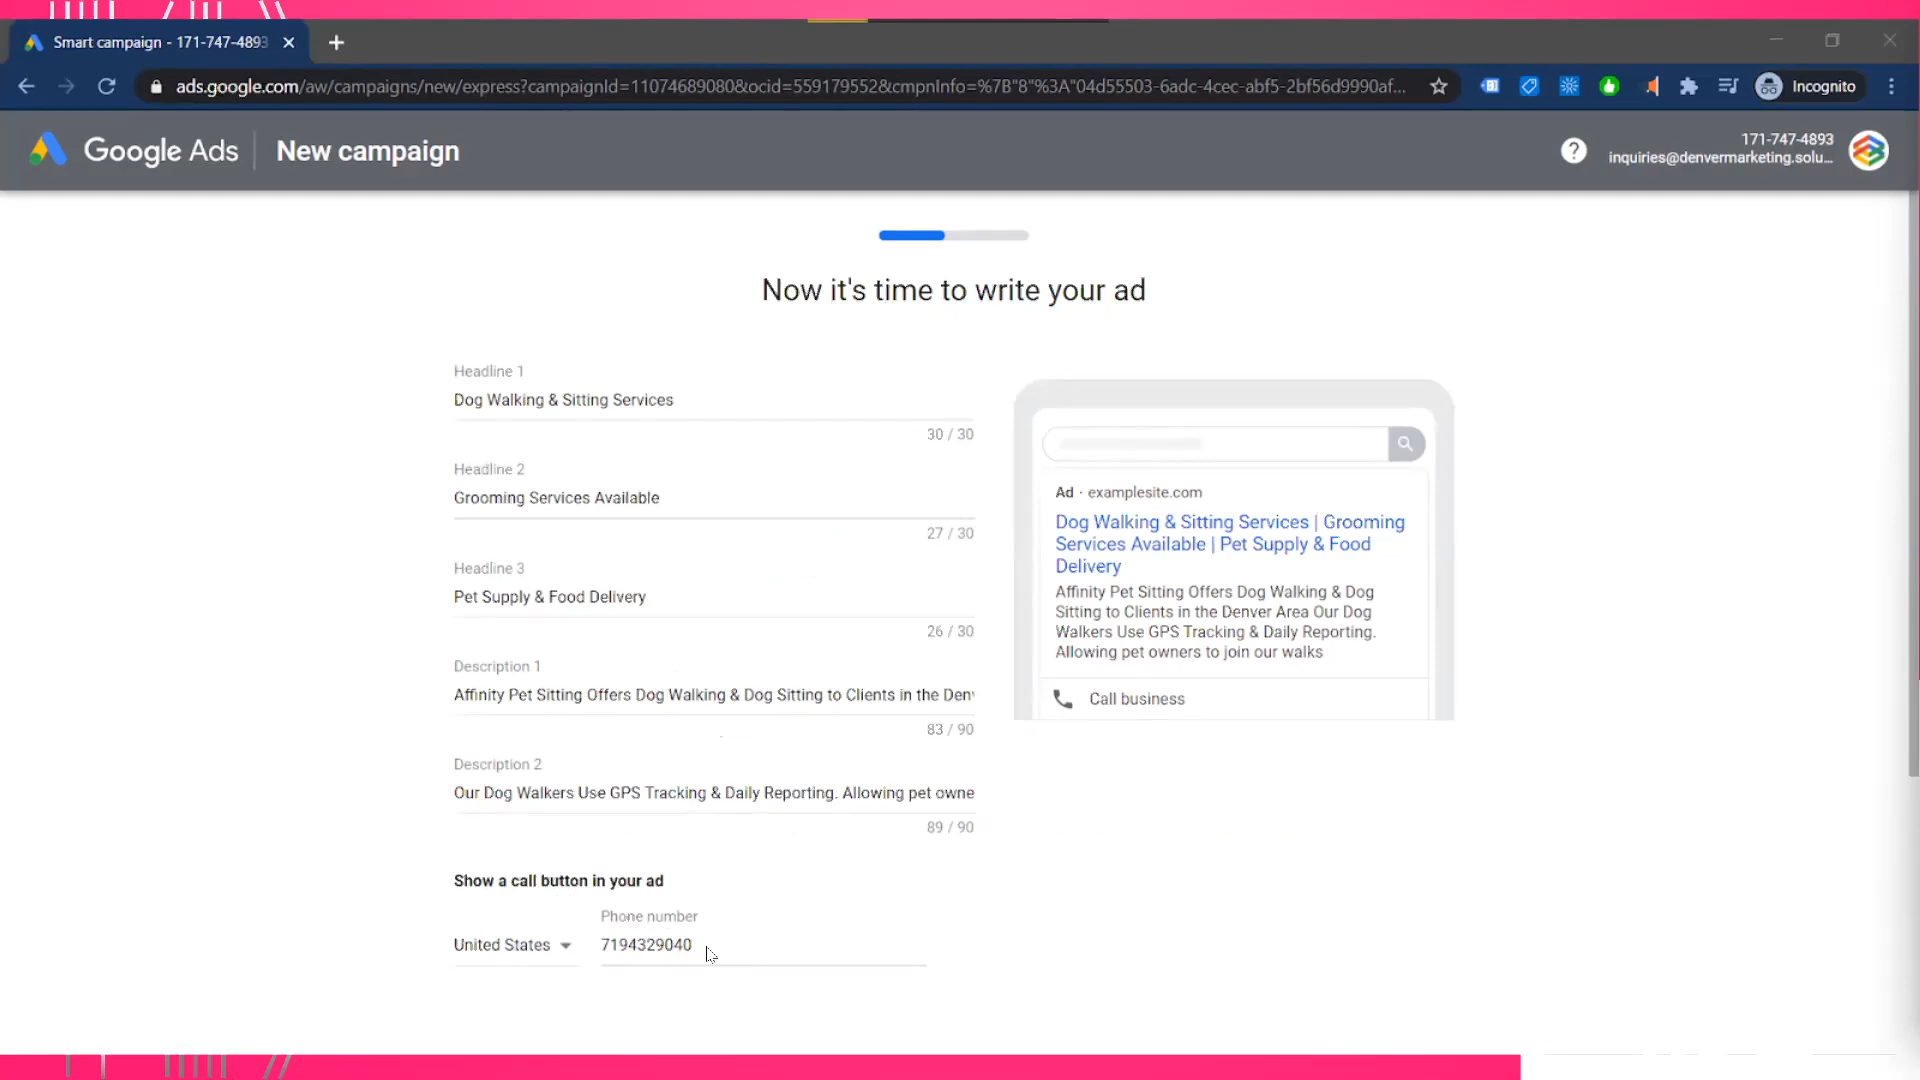 Smart campaign - 171-747-4893
ads.google.com/aw/campaigns/new/express?campaignId=11074689080&ocid=559179552&cmpnInfo=%7B"8"%3A"04d55503-6adc-4cec-abf5-2bf56d9990af...
Incognito
Google Ads
New campaign
171-747-4893
inquiries@denvermarketing.solu...
Now it's time to write your ad
Headline 1
Dog Walking & Sitting Services
30 / 30
Headline 2
Grooming Services Available
27 / 30
Headline 3
Pet Supply & Food Delivery
26 / 30
Description 1
Affinity Pet Sitting Offers Dog Walking & Dog Sitting to Clients in the Den
83 / 90
Description 2
Our Dog Walkers Use GPS Tracking & Daily Reporting. Allowing pet owne
89 / 90
Show a call button in your ad
United States
Phone number
7194329040
Ad · examplesite.com
Dog Walking & Sitting Services | Grooming
Services Available | Pet Supply & Food
Delivery
Affinity Pet Sitting Offers Dog Walking & Dog
Sitting to Clients in the Denver Area Our Dog
Walkers Use GPS Tracking & Daily Reporting.
Allowing pet owners to join our walks
Call business